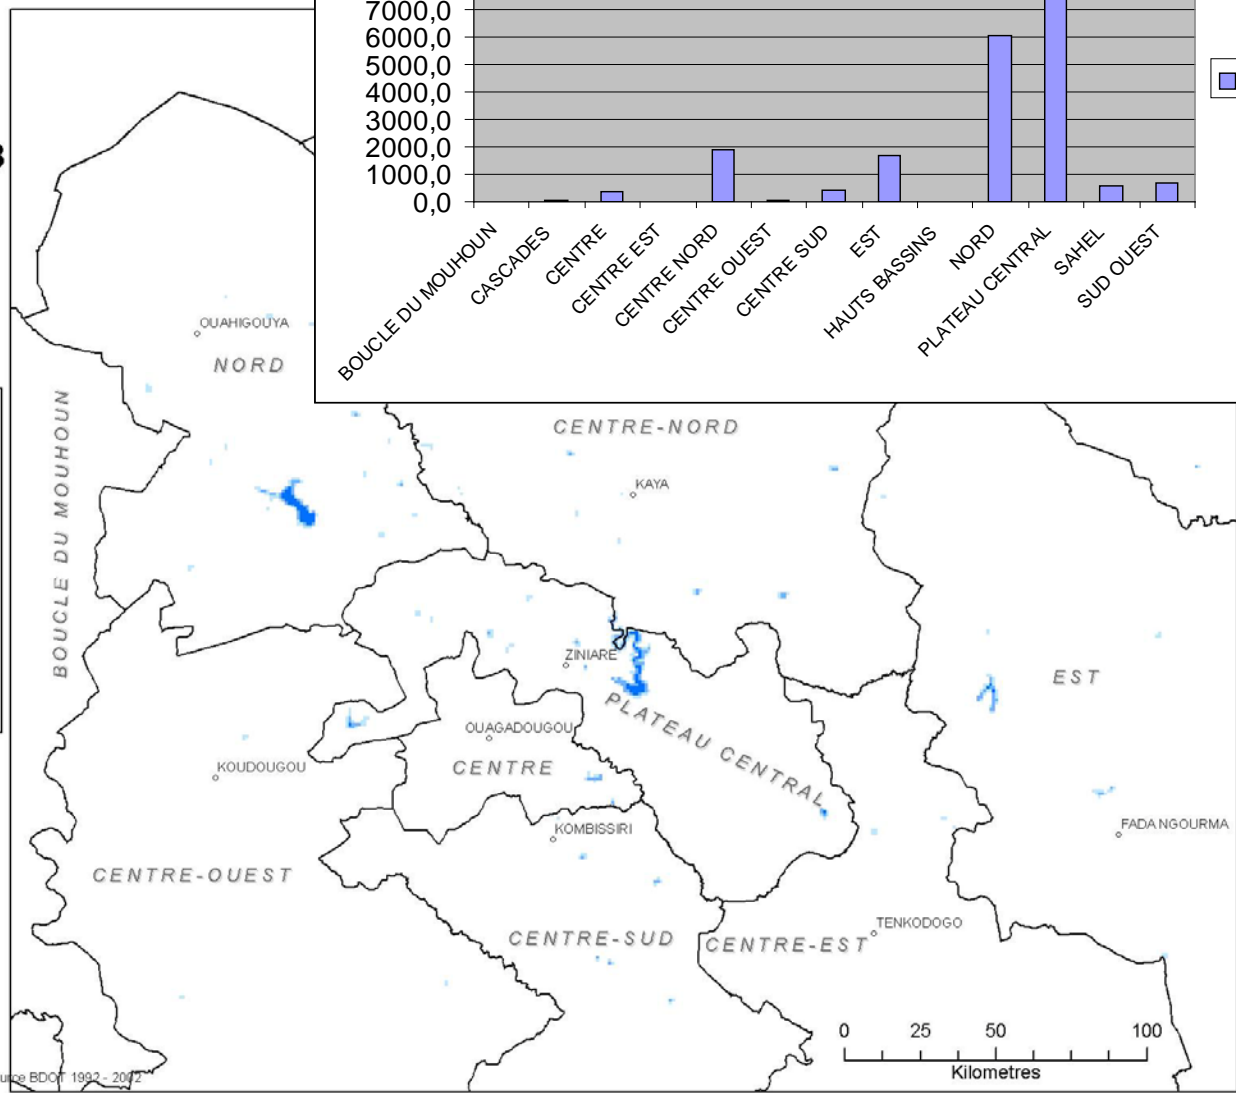 7000,0
6000,0
5000,0
4000,0
3000,0
2000,0
1000,0
0,0
BOUCLE DU MOUHOUN
CASCADES
CENTRE
CENTRE EST
CENTRE NORD
CENTRE OUEST
CENTRE SUD
EST
HAUTS BASSINS
NORD
PLATEAU CENTRAL
SAHEL
SUD OUEST
OUAHIGOUYA
NORD
BOUCLE DU MOUHOUN
CENTRE-NORD
KAYA
ZINIARE
EST
PLATEAU CENTRAL
OUAGADOUGOU
CENTRE
KOUDOUGOU
KOMBISSIRI
FADA NGOURMA
CENTRE-OUEST
TENKODOGO
CENTRE-SUD
CENTRE-EST
0 25 50 100
Kilometres
BDOT 1992 - 2002